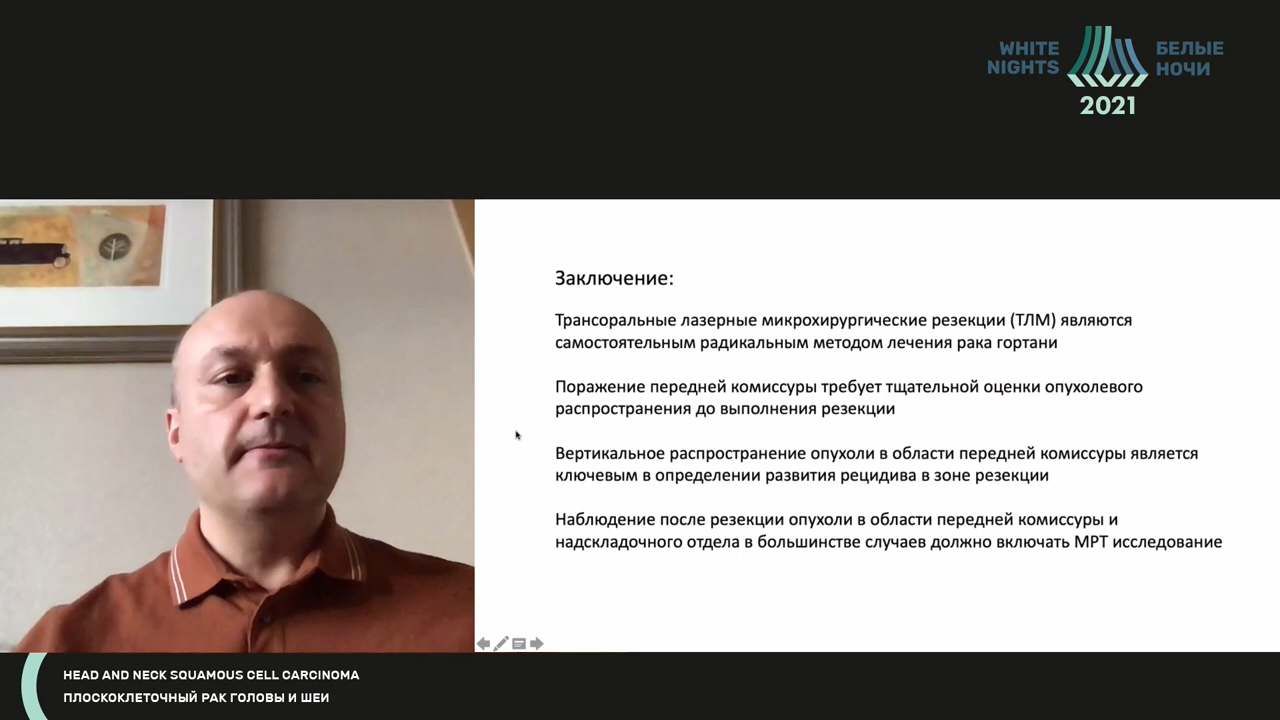 WHITE
NIGHTS
БЕЛЫЕ
НОЧИ
2021
Заключение:
Трансоральные лазерные микрохирургические резекции (ТЛМ) являются
самостоятельным радикальным методом лечения рака гортани
Поражение передней комиссуры требует тщательной оценки опухолевого
распространения до выполнения резекции
Вертикальное распространение опухоли в области передней комиссуры является
ключевым в определении развития рецидива в зоне резекции
Наблюдение после резекции опухоли в области передней комиссуры и
надскладочного отдела в большинстве случаев должно включать МРТ исследование
HEAD AND NECK SQUAMOUS CELL CARCINOMA
ПЛОСКОКЛЕТОЧНЫЙ РАК ГОЛОВЫ И ШЕИ